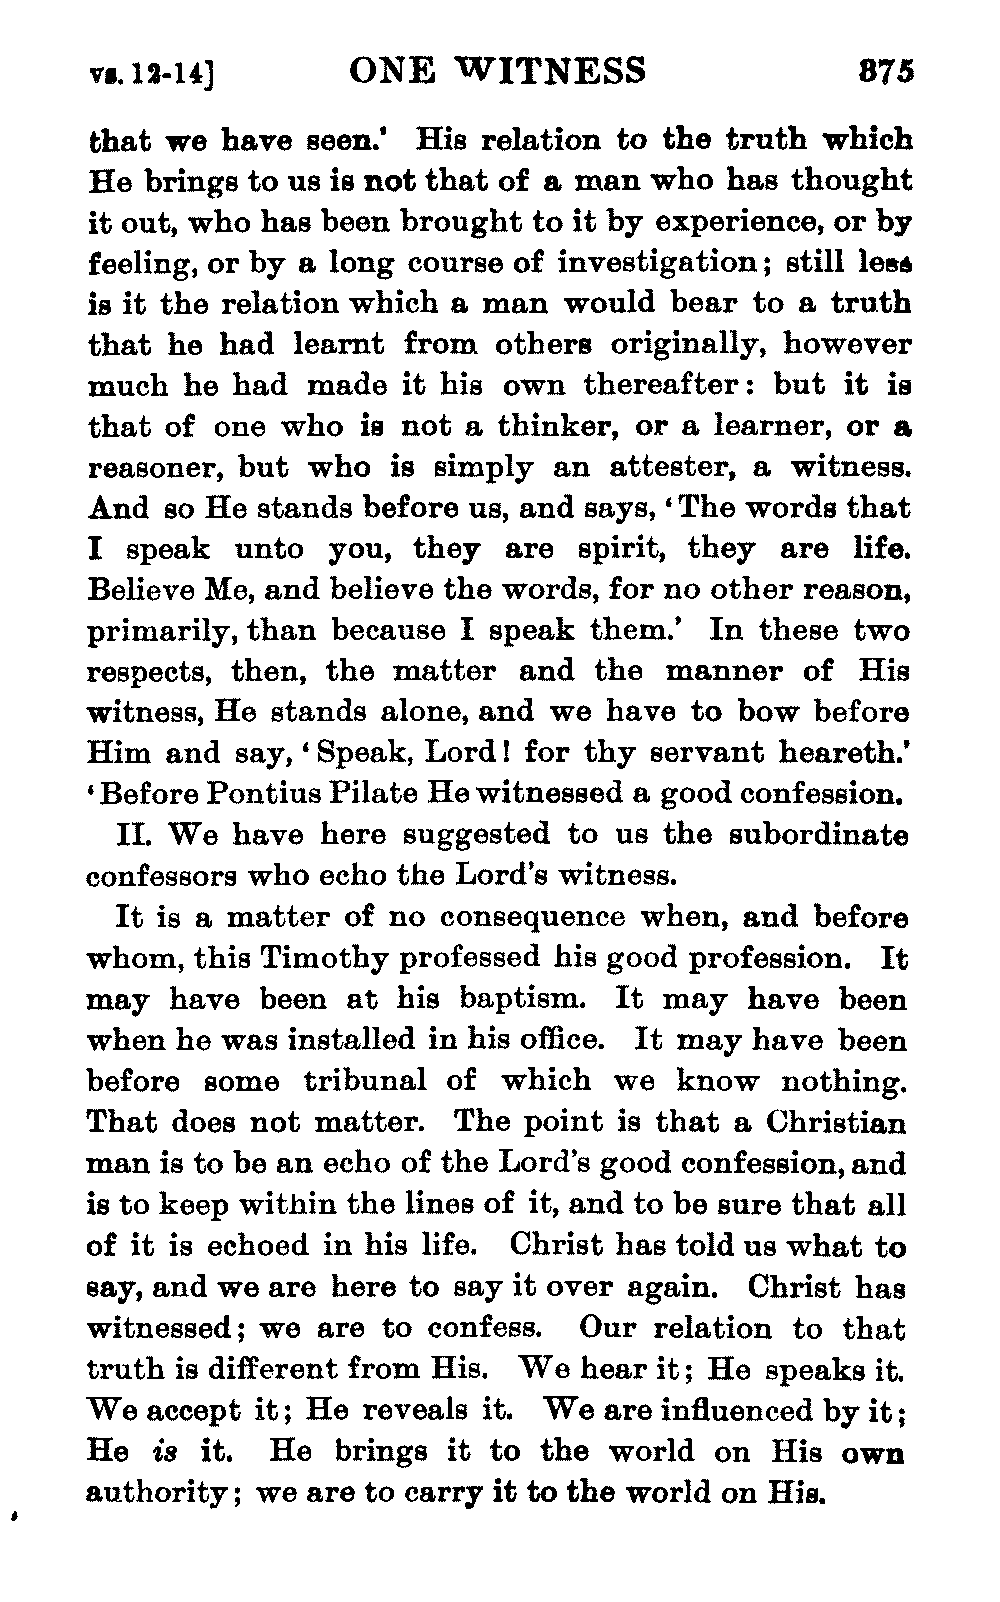 vs. 12-14] ONE WITNESS 375
that we have seen.' His relation to the truth which
He brings to us is not that of a man who has thought
it out, who has been brought to it by experience, or by
feeling, or by a long course of investigation; still less
is it the relation which a man would bear to a truth
that he had learnt from others originally, however
much he had made it his own thereafter: but it is
that of one who is not a thinker, or a learner, or a
reasoner, but who is simply an attester, a witness.
And so He stands before us, and says, 'The words that
I speak unto you, they are spirit, they are life.
Believe Me, and believe the words, for no other reason,
primarily, than because I speak them.' In these two
respects, then, the matter and the manner of His
witness, He stands alone, and we have to bow before
Him and say, 'Speak, Lord! for thy servant heareth.'
'Before Pontius Pilate He witnessed a good confession.
II. We have here suggested to us the subordinate
confessors who echo the Lord's witness.
It is a matter of no consequence when, and before
whom, this Timothy professed his good profession. It
may have been at his baptism. It may have been
when he was installed in his office. It may have been
before some tribunal of which we know nothing.
That does not matter. The point is that a Christian
man is to be an echo of the Lord's good confession, and
is to keep within the lines of it, and to be sure that all
of it is echoed in his life. Christ has told us what to
say, and we are here to say it over again. Christ has
witnessed; we are to confess. Our relation to that
truth is different from His. We hear it; He speaks it.
We accept it; He reveals it. We are influenced by it;
He is it. He brings it to the world on His own
authority; we are to carry it to the world on His.